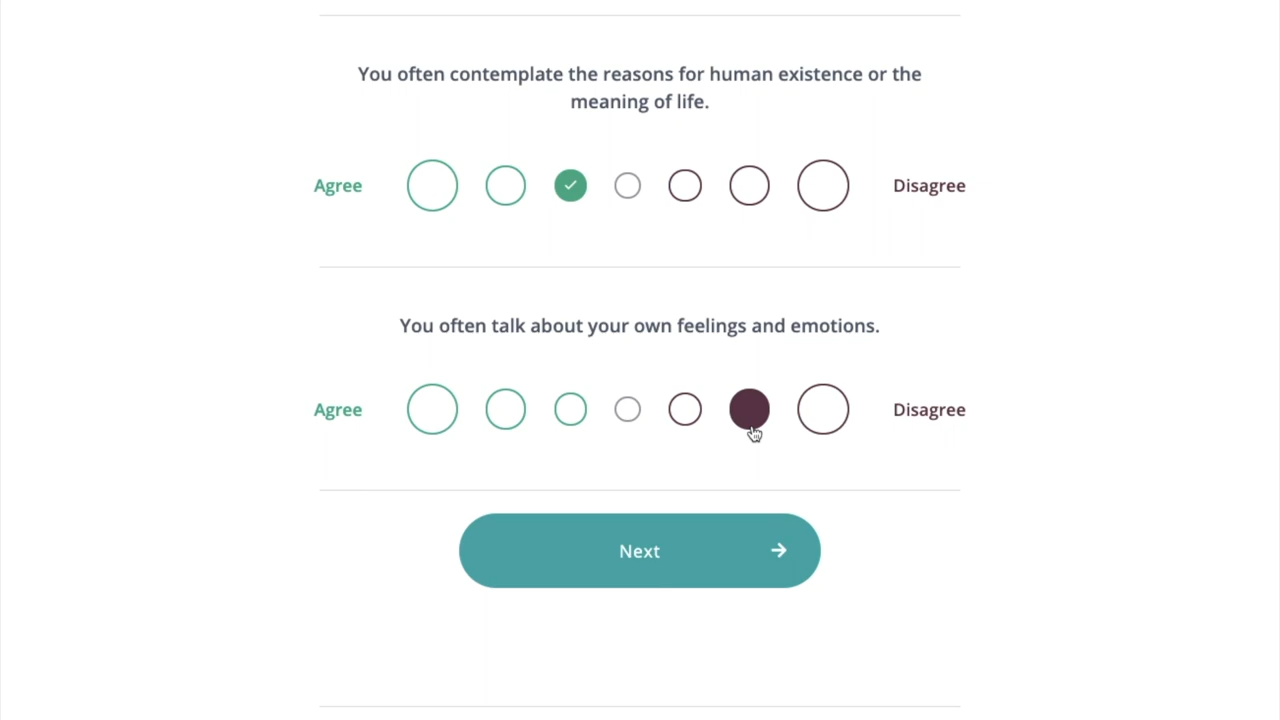 You often contemplate the reasons for human existence or the
meaning of life.
Agree
Disagree
You often talk about your own feelings and emotions.
Agree
Disagree
Next